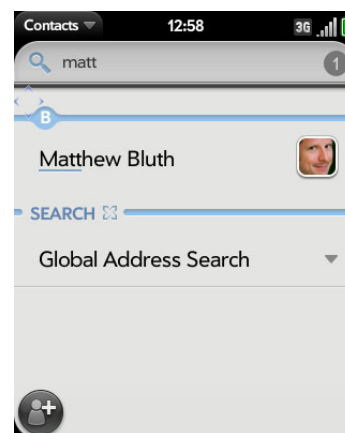 Contacts 12:58 3G
matt 1
B
Matthew Bluth
SEARCH
Global Address Search